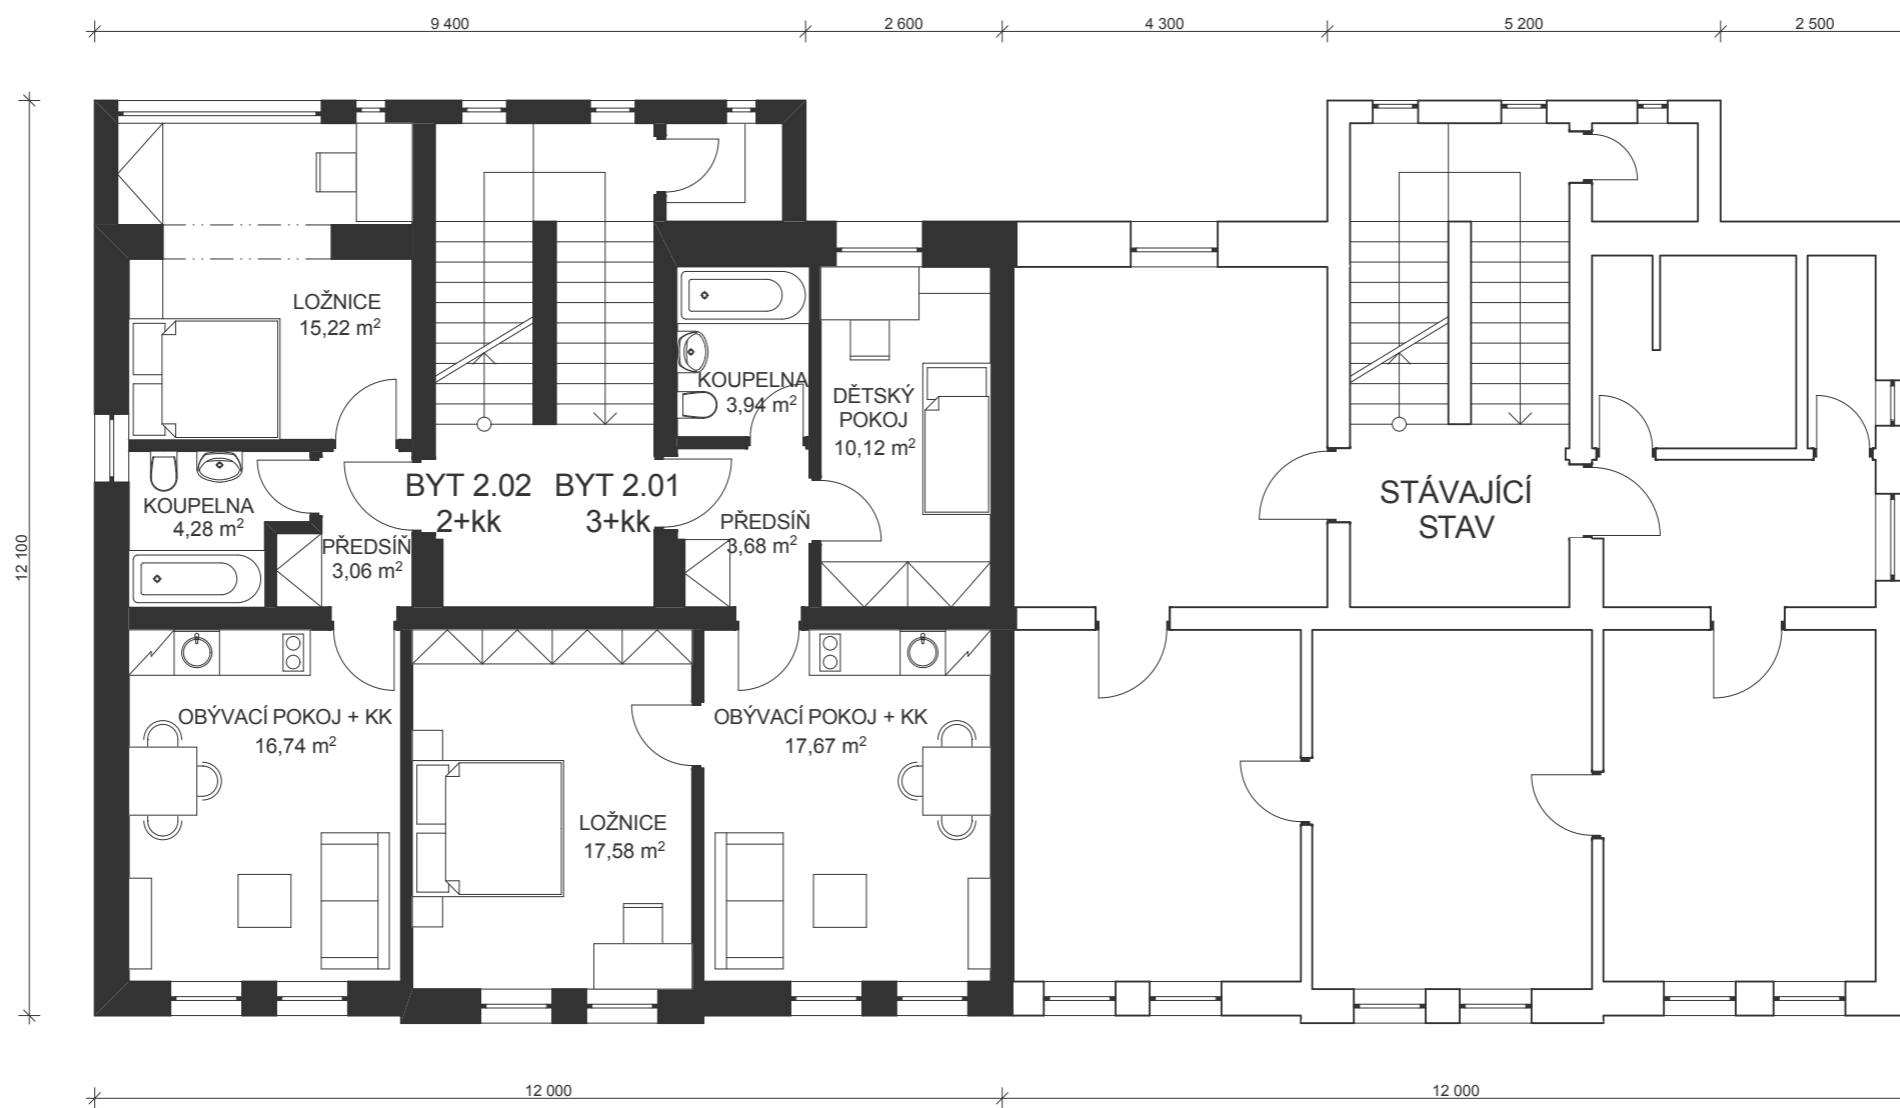 9 400
2 600
4 300
5 200
2 500
12 100
LOŽNICE
15,22 m²
KOUPELNA
3,94 m²
DĚTSKÝ
POKOJ
10,12 m²
BYT 2.02
2+kk
BYT 2.01
3+kk
STÁVAJÍCÍ
STAV
KOUPELNA
4,28 m²
PŘEDSÍŇ
3,06 m²
PŘEDSÍŇ
3,68 m²
OBÝVACÍ POKOJ + KK
16,74 m²
OBÝVACÍ POKOJ + KK
17,67 m²
LOŽNICE
17,58 m²
12 000
12 000